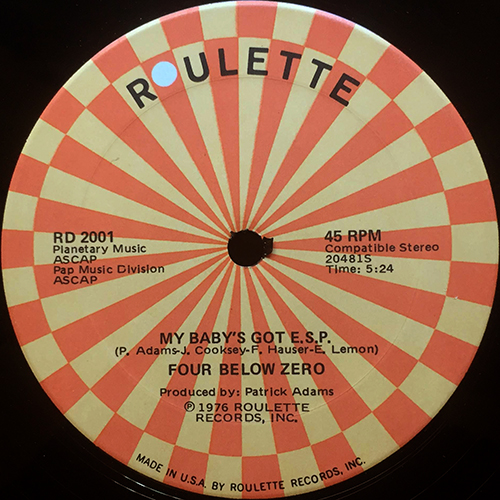 ROULETTE
RD 2001
Planetary Music
ASCAP
Pap Music Division
ASCAP
45 RPM
Compatible Stereo
20481S
Time: 5:24
MY BABY'S GOT E.S.P.
(P. Adams-J. Cooksey-F. Hauser-E. Lemon)
FOUR BELOW ZERO
Produced by: Patrick Adams
℗ 1976 ROULETTE
RECORDS, INC.
MADE IN U.S.A. BY ROULETTE RECORDS, INC.